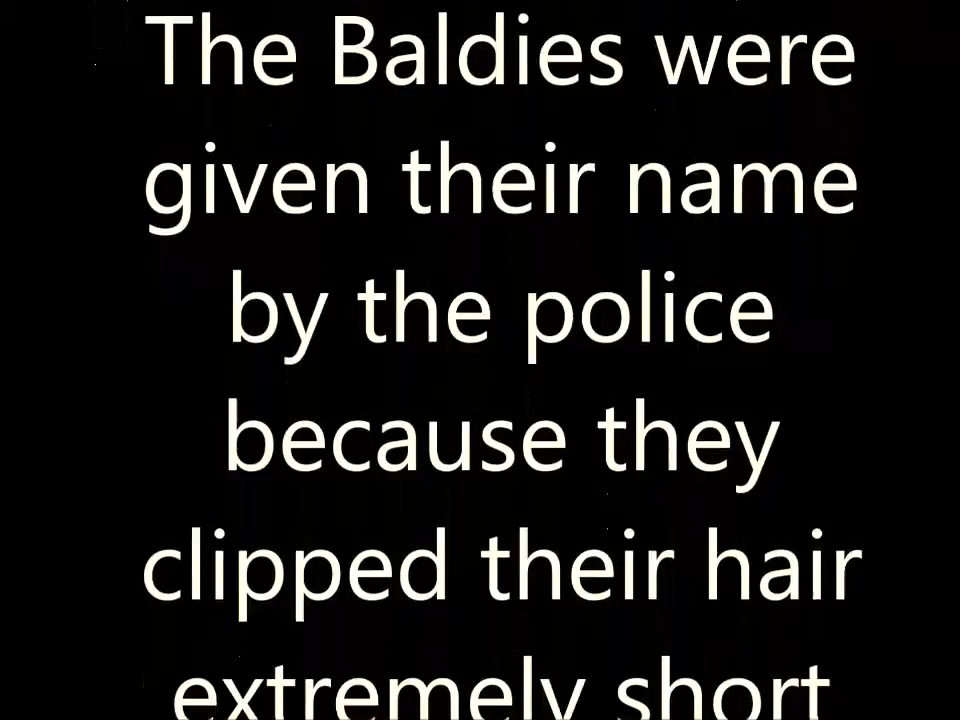 The Baldies were
given their name
by the police
because they
clipped their hair
extremely short